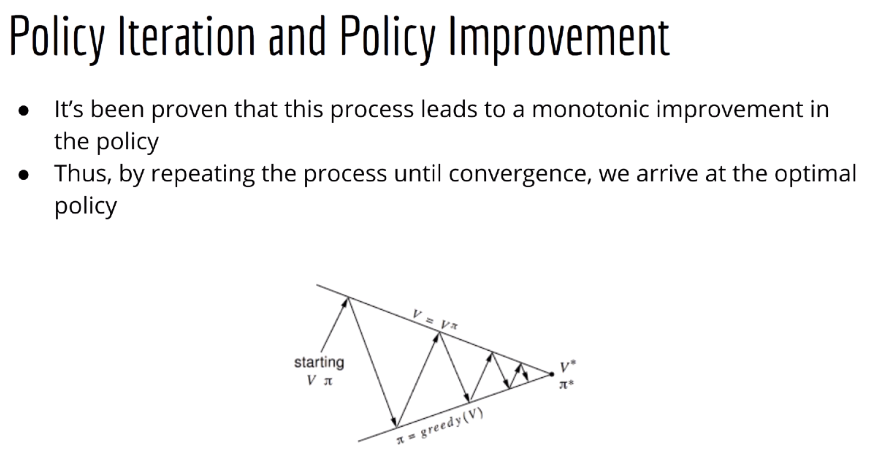 Policy Iteration and Policy Improvement
● It’s been proven that this process leads to a monotonic improvement in
the policy
● Thus, by repeating the process until convergence, we arrive at the optimal
policy
V = Vπ
starting
V π
V*
π*
π = greedy(V)